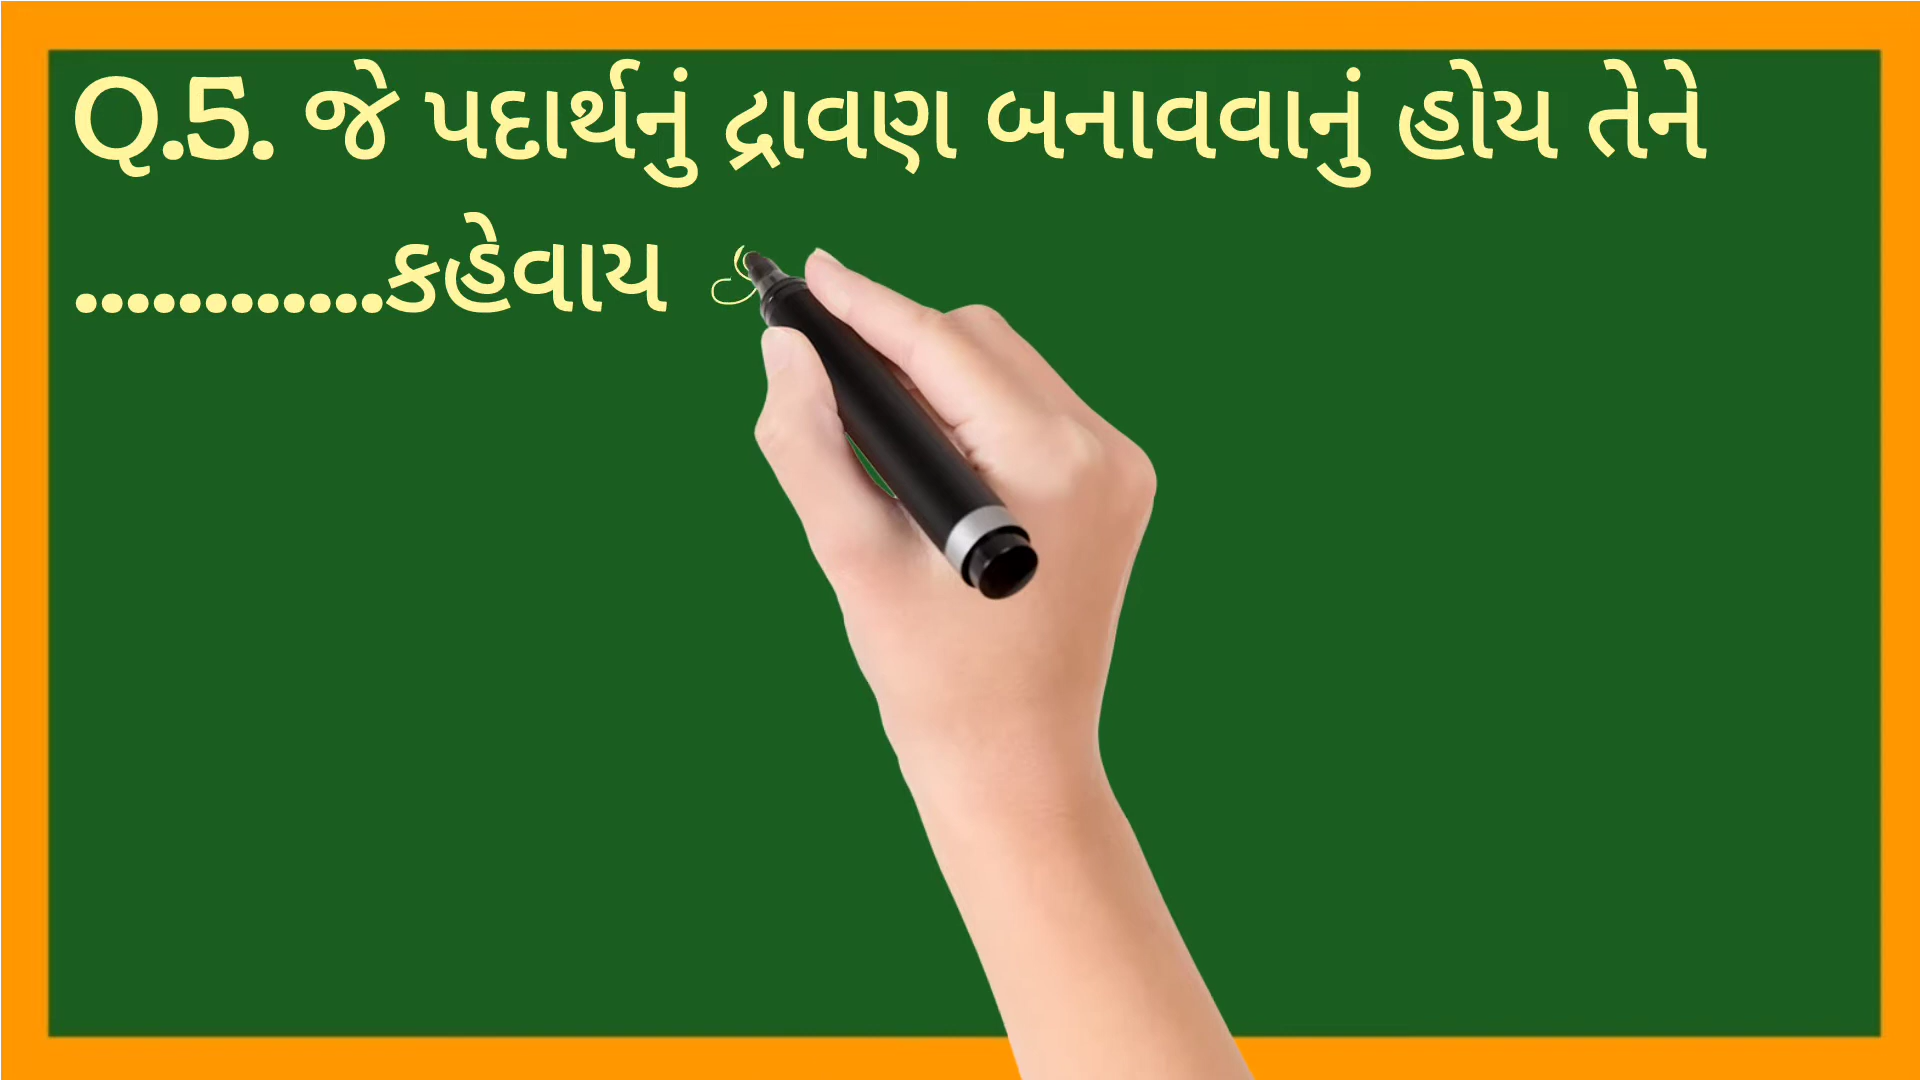 Q.5. જે પદાર્થનું દ્રાવણ બનાવવાનું હોય તેને
............કહેવાય